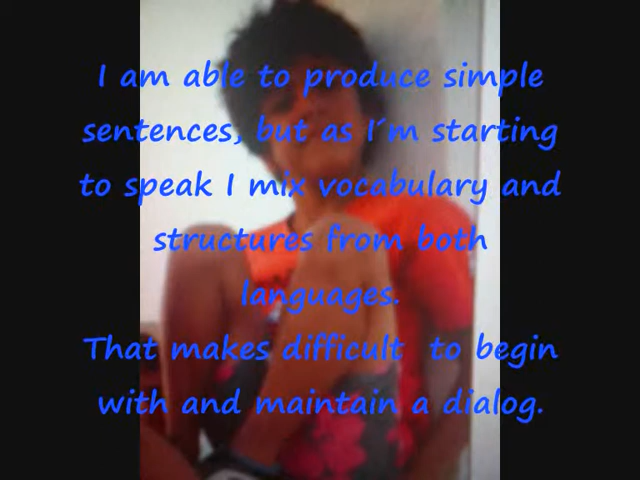 I am able to produce simple
sentences, but as I´m starting
to speak I mix vocabulary and
structures from both
languages.
That makes difficult to begin
with and maintain a dialog.